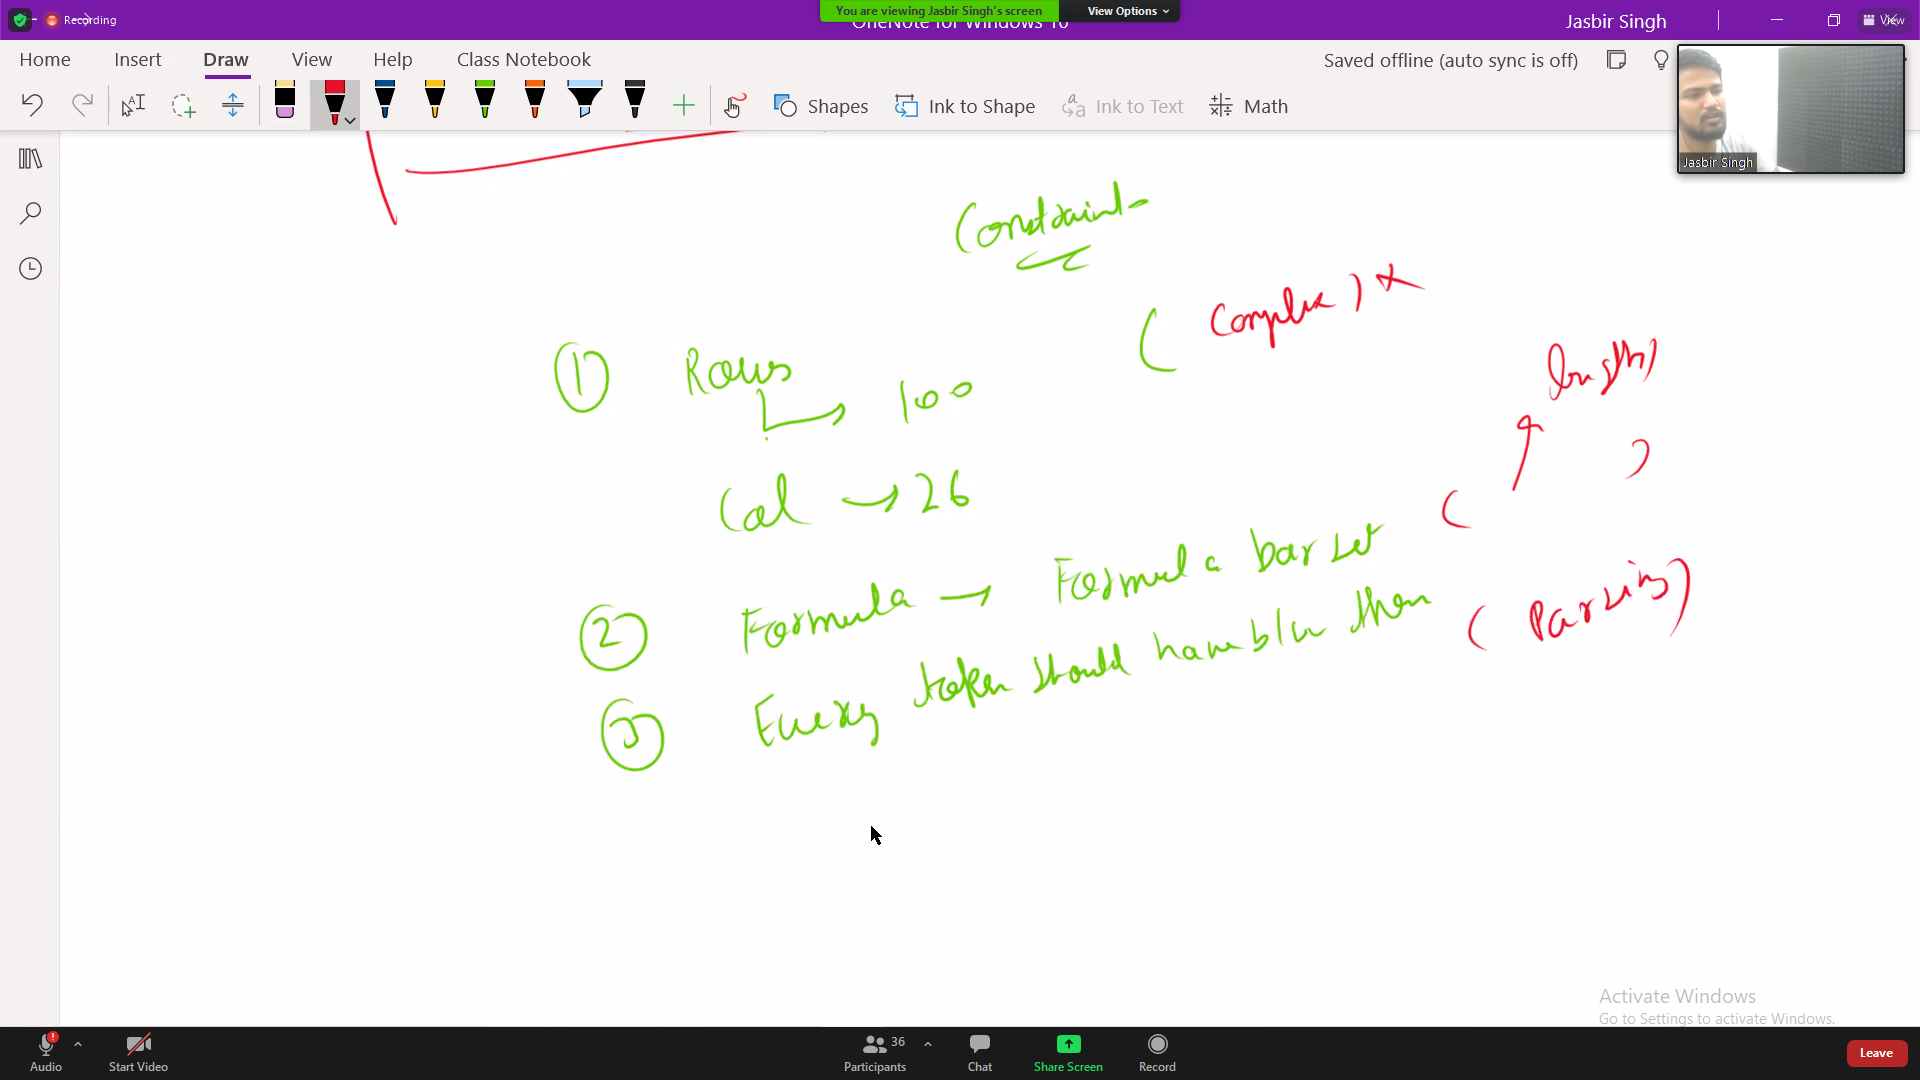 Recording
You are viewing Jasbir Singh's screen
View Options
OneNote for Windows 10
Jasbir Singh
View
Home Insert Draw View Help Class Notebook
Saved offline (auto sync is off)
Shapes Ink to Shape Ink to Text Math
Jasbir Singh
Constraint
(Complex)
① Rows
100
length)
Col → 26
② Formula → Formula bar
③ Every token should have b/w them
(Parsing)
Activate Windows
Go to Settings to activate Windows.
Audio Start Video 36 Participants Chat Share Screen Record Leave